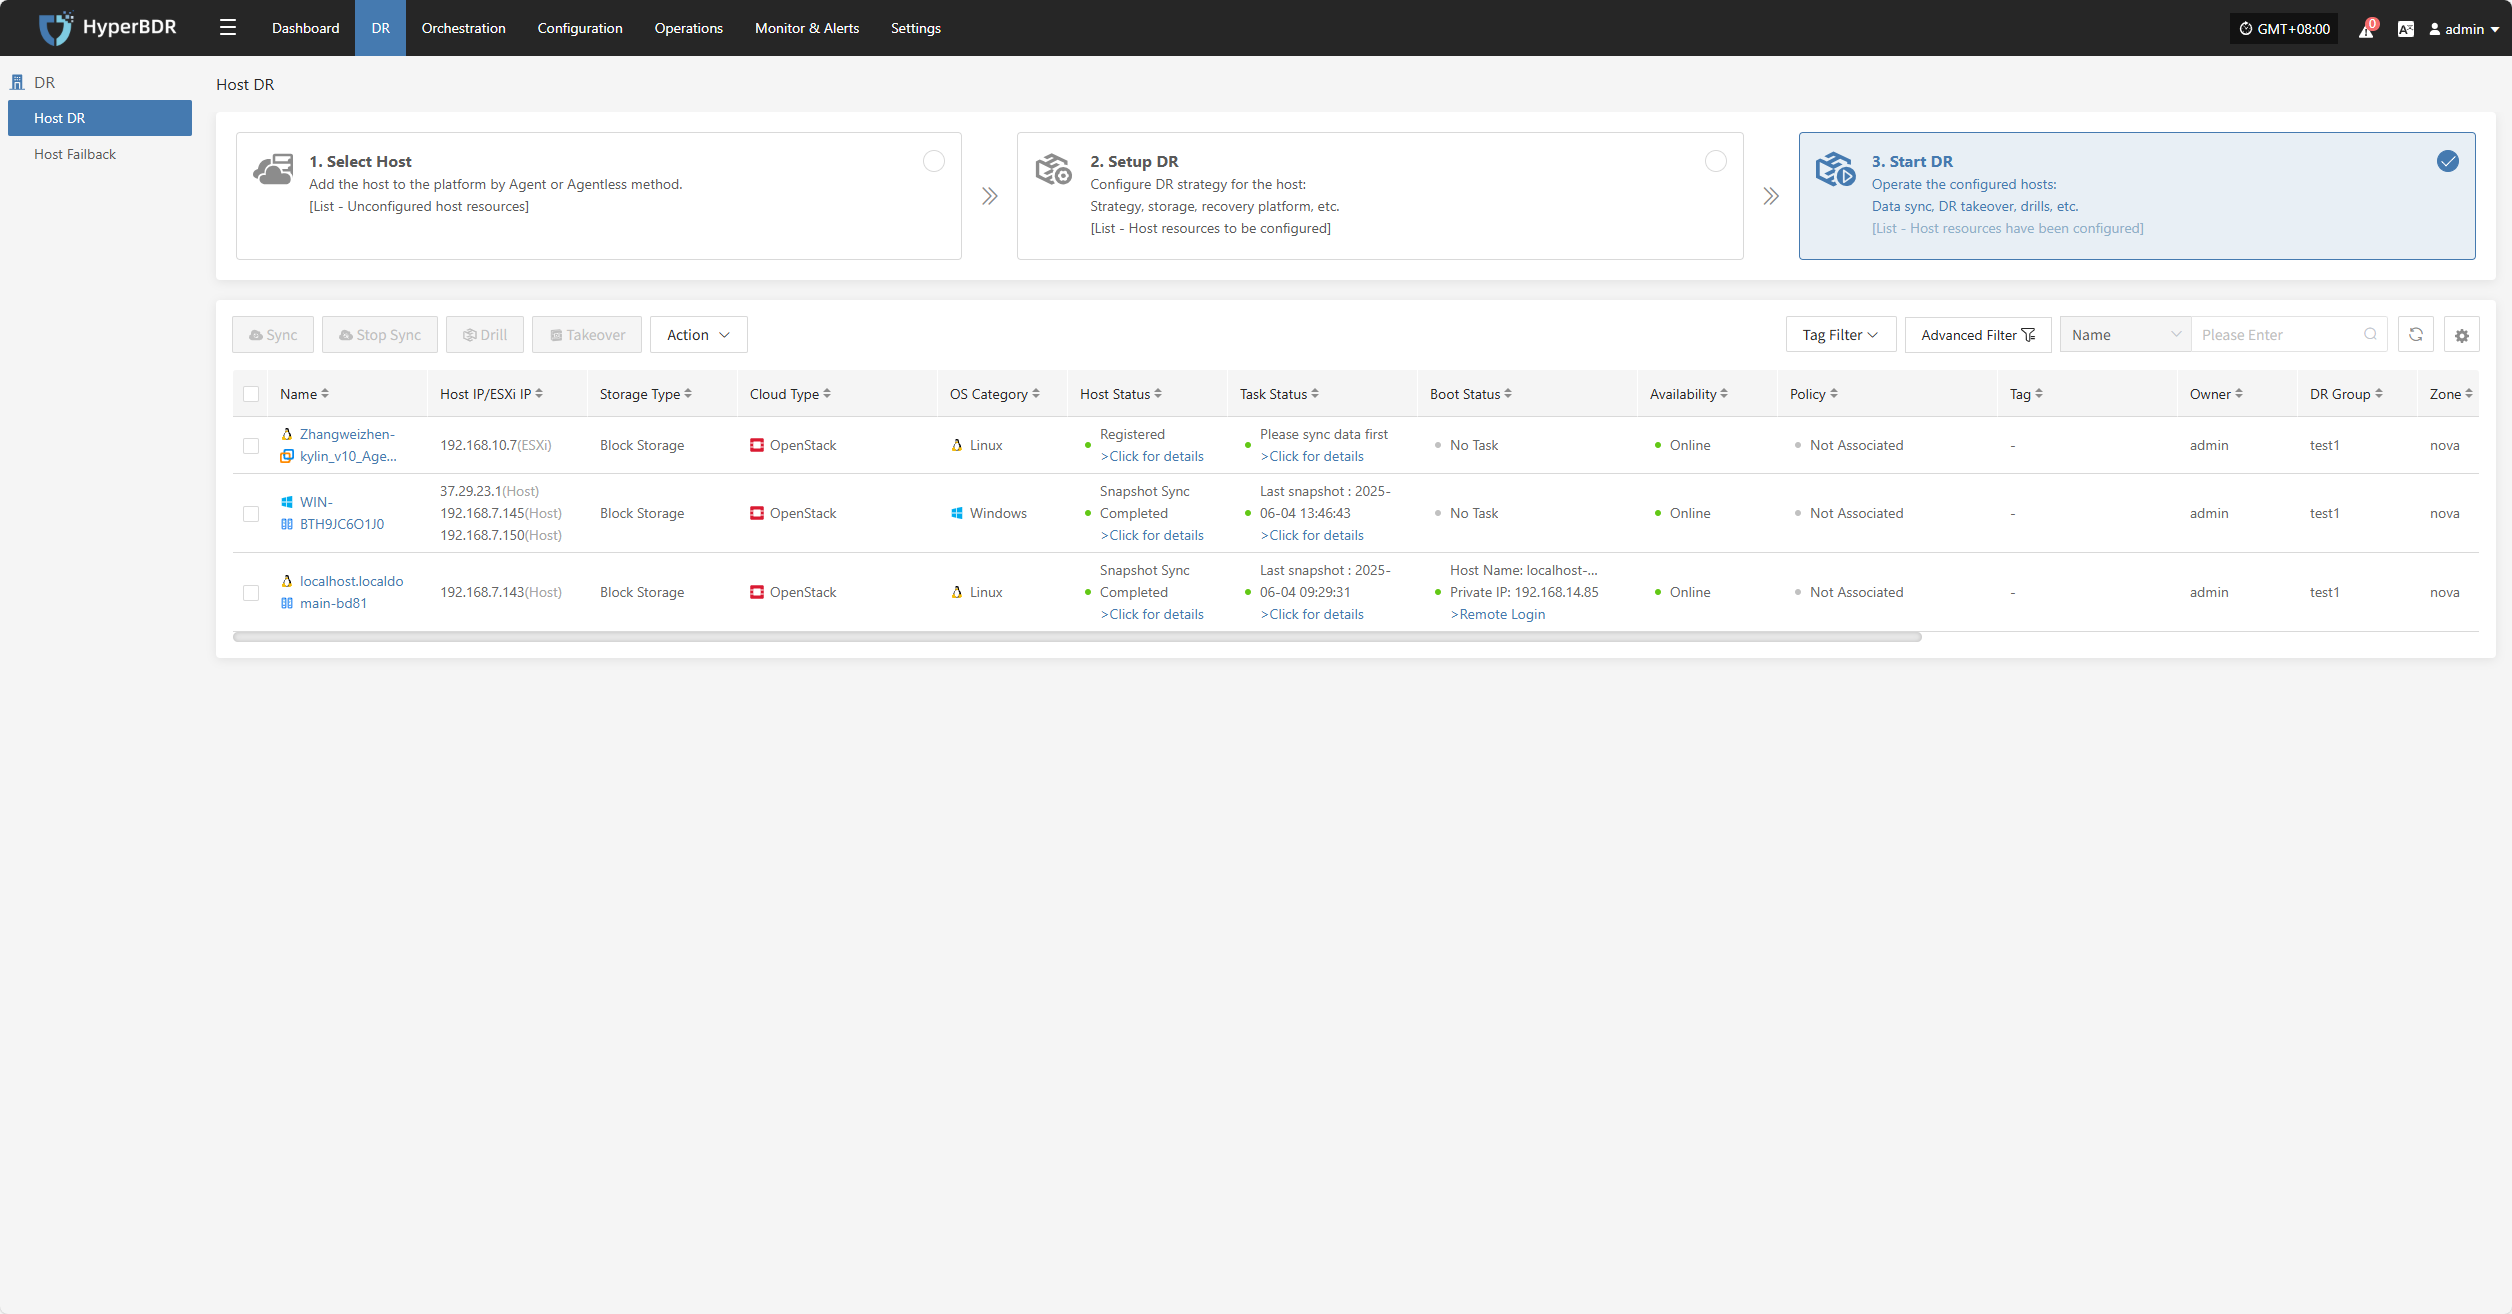 HyperBDR
Dashboard
DR
Orchestration
Configuration
Operations
Monitor & Alerts
Settings
GMT+08:00
0
admin
DR
Host DR
Host Failback
Host DR
1. Select Host
Add the host to the platform by Agent or Agentless method.
[List - Unconfigured host resources]
2. Setup DR
Configure DR strategy for the host:
Strategy, storage, recovery platform, etc.
[List - Host resources to be configured]
3. Start DR
Operate the configured hosts:
Data sync, DR takeover, drills, etc.
[List - Host resources have been configured]
Sync
Stop Sync
Drill
Takeover
Action
Tag Filter
Advanced Filter
Name
Please Enter
Name
Host IP/ESXi IP
Storage Type
Cloud Type
OS Category
Host Status
Task Status
Boot Status
Availability
Policy
Tag
Owner
DR Group
Zone
Zhangweizhen-
kylin_v10_Age...
192.168.10.7(ESXi)
Block Storage
OpenStack
Linux
Registered
>Click for details
Please sync data first
>Click for details
No Task
Online
Not Associated
-
admin
test1
nova
WIN-
BTH9JC6O1J0
37.29.23.1(Host)
192.168.7.145(Host)
192.168.7.150(Host)
Block Storage
OpenStack
Windows
Snapshot Sync
Completed
>Click for details
Last snapshot : 2025-
06-04 13:46:43
>Click for details
No Task
Online
Not Associated
-
admin
test1
nova
localhost.localdo
main-bd81
192.168.7.143(Host)
Block Storage
OpenStack
Linux
Snapshot Sync
Completed
>Click for details
Last snapshot : 2025-
06-04 09:29:31
>Click for details
Host Name: localhost-...
Private IP: 192.168.14.85
>Remote Login
Online
Not Associated
-
admin
test1
nova